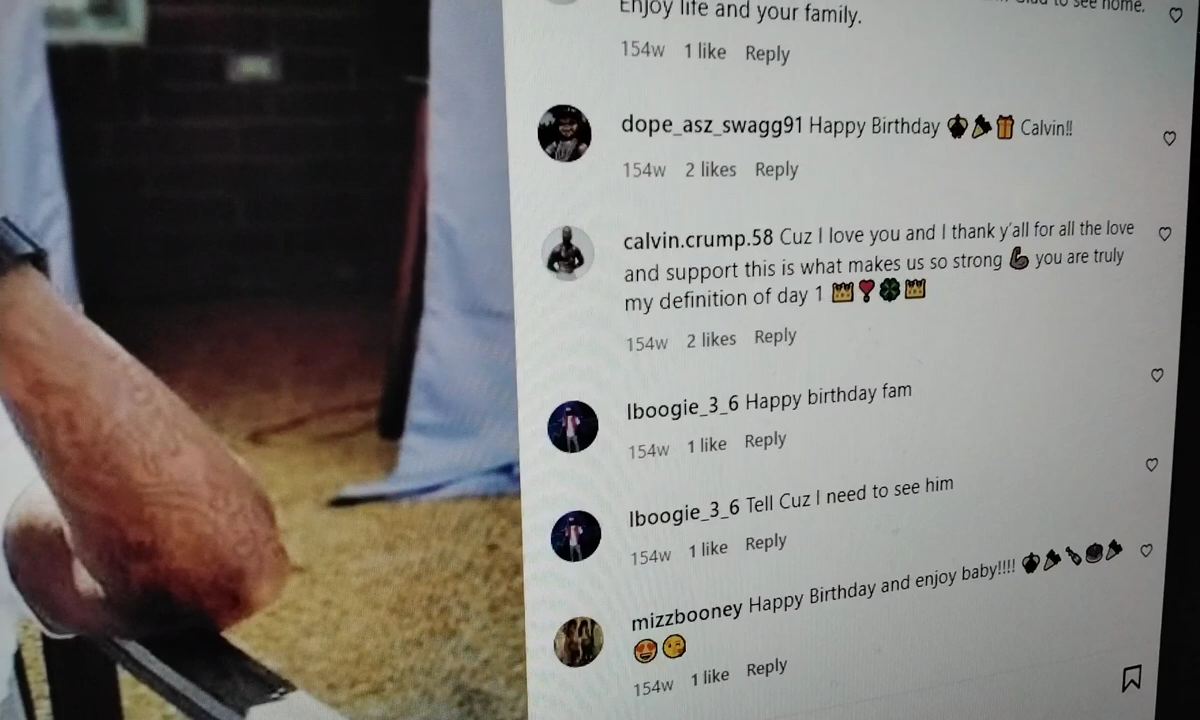 Glad to see home.
Enjoy life and your family.
154w 1 like Reply
dope_asz_swagg91 Happy Birthday 🎈🎉🎁 Calvin!!
154w 2 likes Reply
calvin.crump.58 Cuz I love you and I thank y'all for all the love
and support this is what makes us so strong 💪🏿 you are truly
my definition of day 1 👑❣️🍀👑
154w 2 likes Reply
lboogie_3_6 Happy birthday fam
154w 1 like Reply
lboogie_3_6 Tell Cuz I need to see him
154w 1 like Reply
mizzbooney Happy Birthday and enjoy baby!!!! 🎈🎉🍾🎂🎉
😍😘
154w 1 like Reply